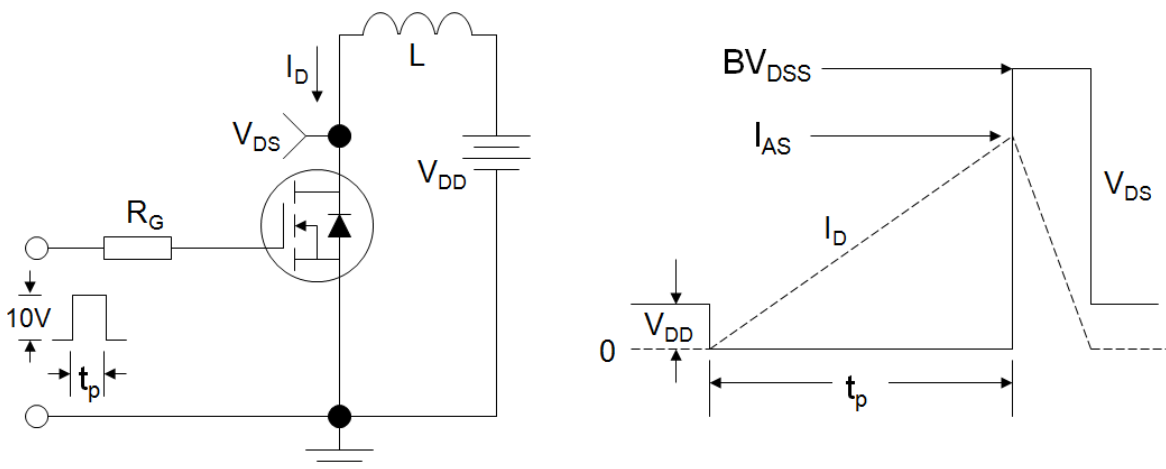 L
I_D
V_DS
V_DD
R_G
10V
t_p
BV_DSS
I_AS
V_DS
I_D
V_DD
0
t_p